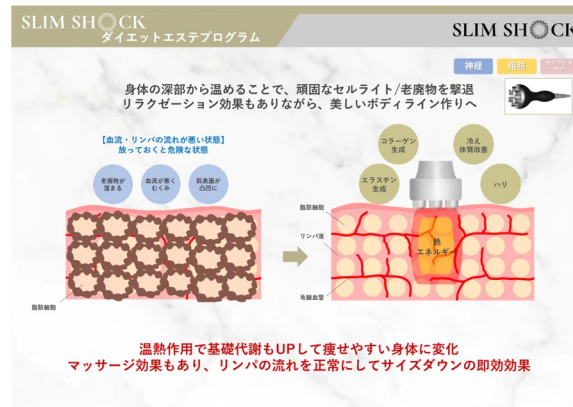 SLIM SHOCK
ダイエットエステプログラム
SLIM SHOCK
神経
脂肪
セルライト
ケア
身体の深部から温めることで、頑固なセルライト/老廃物を撃退
リラクゼーション効果もありながら、美しいボディライン作りへ
【血流・リンパの流れが悪い状態】
放っておくと危険な状態
老廃物が
溜まる
血流が悪く
むくみ
肌表面が
凸凹に
脂肪細胞
コラーゲン
生成
冷え
体質改善
エラスチン
生成
ハリ
脂肪細胞
リンパ液
毛細血管
熱
エネルギー
温熱作用で基礎代謝もUPして痩せやすい身体に変化
マッサージ効果もあり、リンパの流れを正常にしてサイズダウンの即効効果